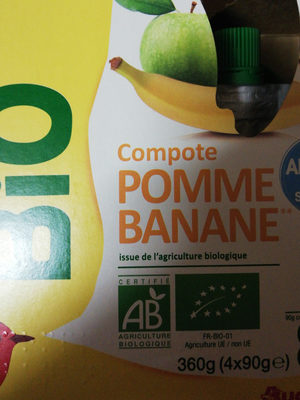 BIO
Compote
POMME
BANANE**
issue de l'agriculture biologique
CERTIFIÉ
AB
AGRICULTURE
BIOLOGIQUE
FR-BIO-01
Agriculture UE / non UE
360g (4x90g℮)